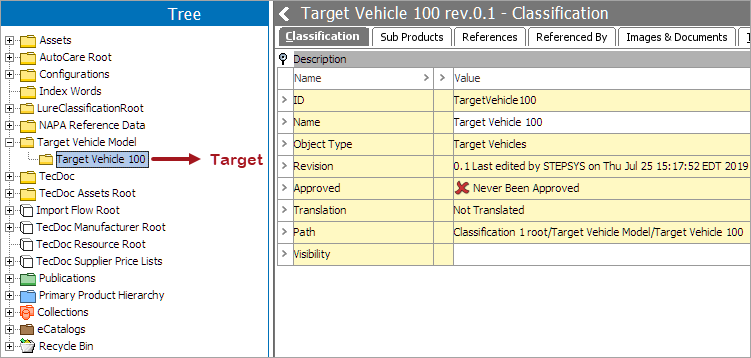 Tree
Assets
AutoCare Root
Configurations
Index Words
LureClassificationRoot
NAPA Reference Data
Target Vehicle Model
Target Vehicle 100
Target
TecDoc
TecDoc Assets Root
Import Flow Root
TecDoc Manufacturer Root
TecDoc Resource Root
TecDoc Supplier Price Lists
Publications
Primary Product Hierarchy
Collections
eCatalogs
Recycle Bin
Target Vehicle 100 rev.0.1 - Classification
Classification Sub Products References Referenced By Images & Documents
Description
Name > > Value
ID TargetVehicle100
Name Target Vehicle 100
Object Type Target Vehicles
Revision 0.1 Last edited by STEPSYS on Thu Jul 25 15:17:52 EDT 2019
Approved Never Been Approved
Translation Not Translated
Path Classification 1 root/Target Vehicle Model/Target Vehicle 100
Visibility